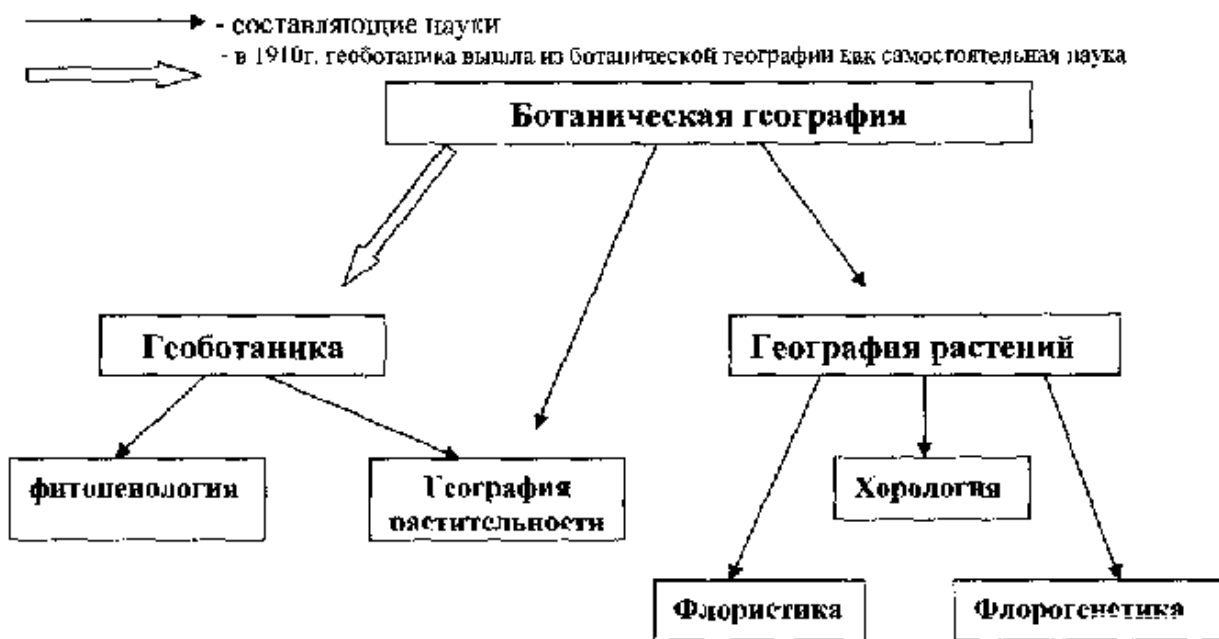 - составляющие науки
- в 1910г. геоботаника вышла из ботанической географии как самостоятельная наука
Ботаническая география
Геоботаника
География растений
фитоценология
География
растительности
Хорология
Флористика
Флорогенетика